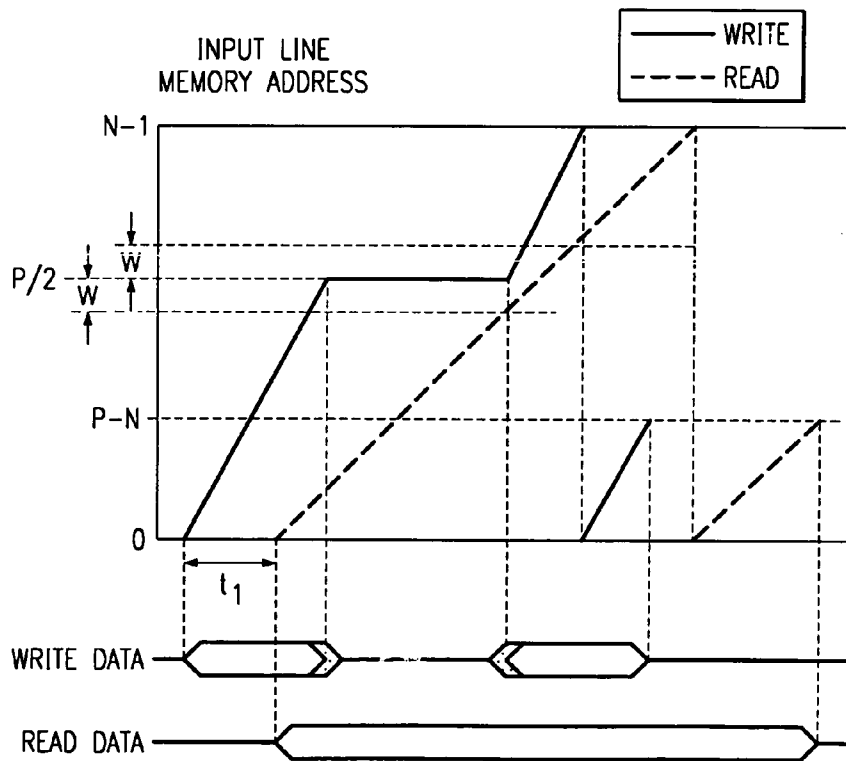 INPUT LINE
MEMORY ADDRESS
WRITE
READ
N-1
W
P/2
W
P-N
0
t1
WRITE DATA
READ DATA